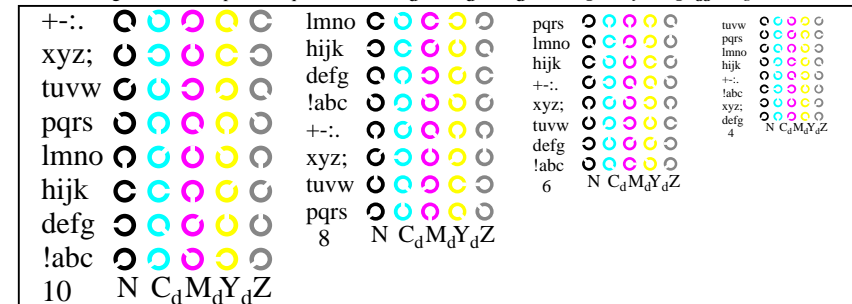 +-:.
xyz;
tuvw
pqrs
lmno
hijk
defg
!abc
10 N CdMdYdZ
lmno
hijk
defg
!abc
+-:.
xyz;
tuvw
pqrs
8 N CdMdYdZ
pqrs
lmno
hijk
+-:.
xyz;
tuvw
defg
!abc
6 N CdMdYdZ
tuvw
pqrs
lmno
hijk
+-:.
!abc
xyz;
defg
4 N CdMdYdZ